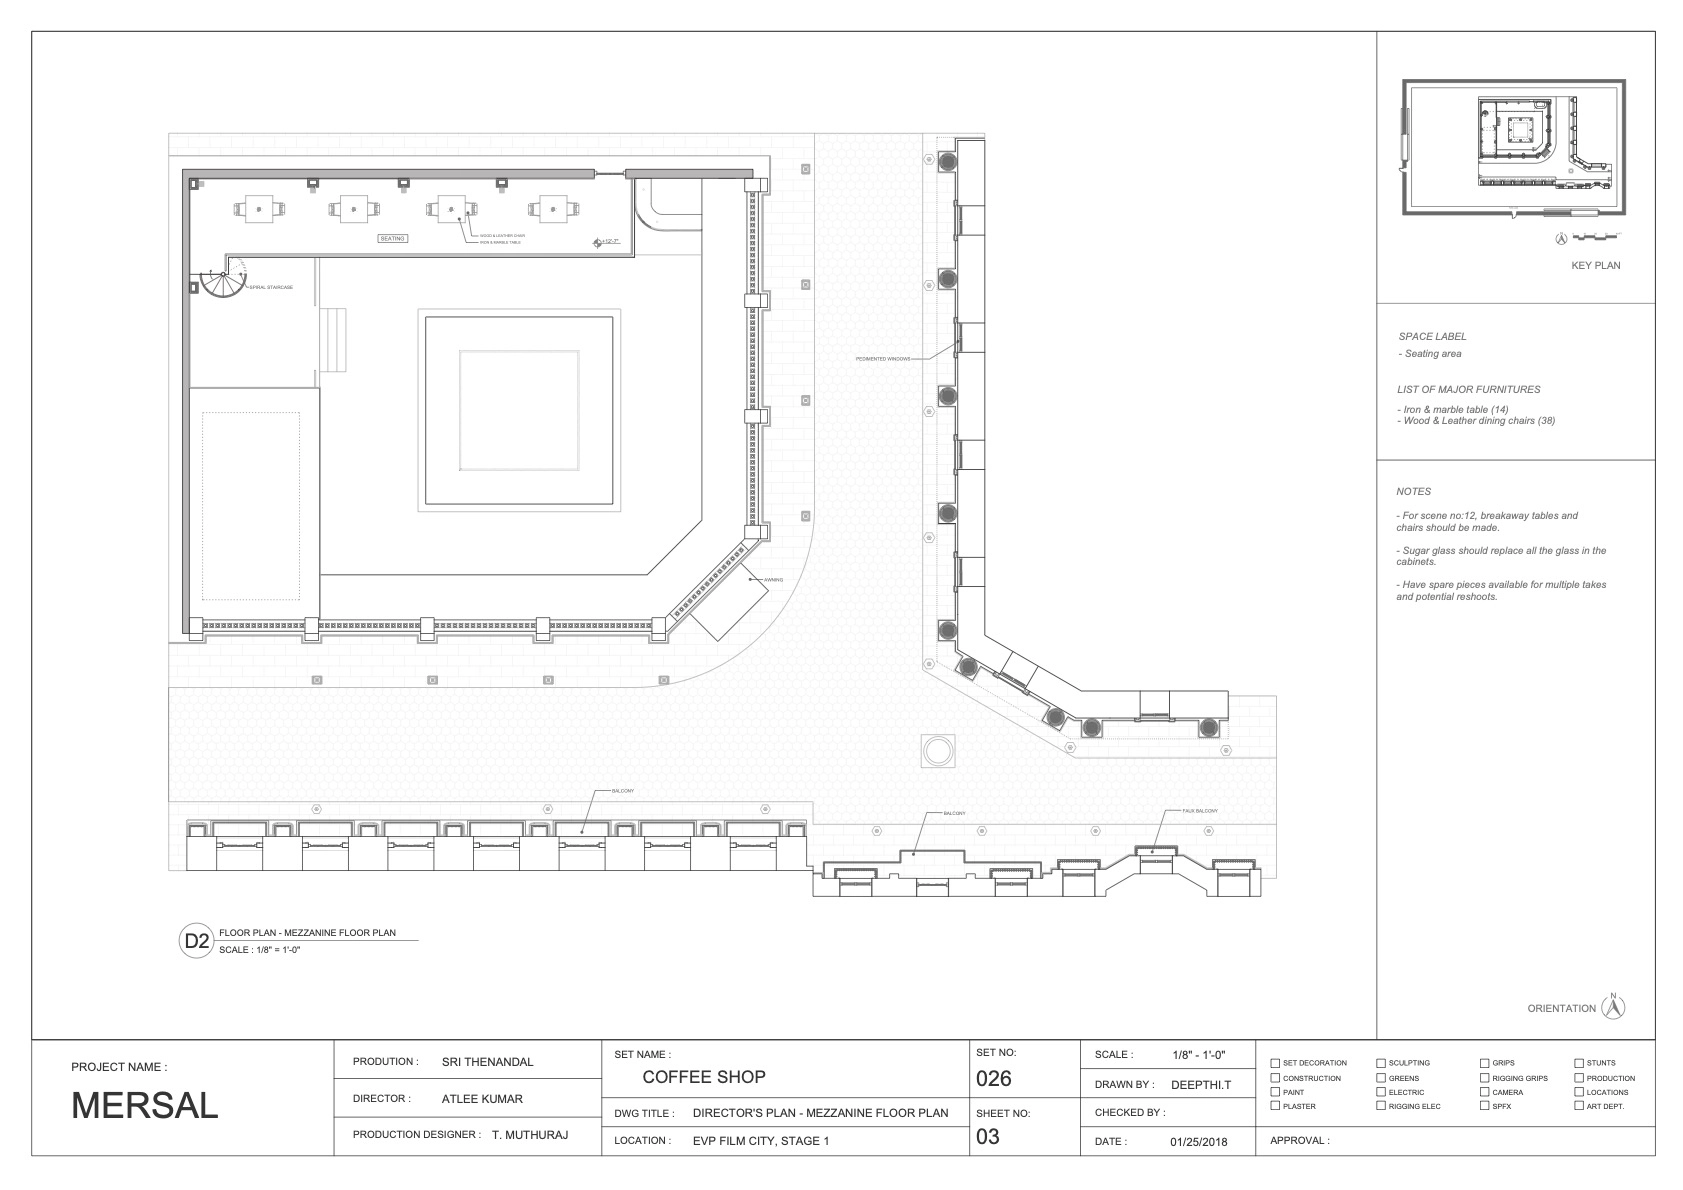 WOOD & LEATHER CHAIR
SEATING
IRON & MARBLE TABLE
+12'-7"
SPIRAL STAIRCASE
PEDIMENTED WINDOWS
AWNING
BALCONY
BALCONY
FAUX BALCONY
D2
FLOOR PLAN - MEZZANINE FLOOR PLAN
SCALE : 1/8" = 1'-0"
KEY PLAN
SPACE LABEL
- Seating area
LIST OF MAJOR FURNITURES
- Iron & marble table (14)
- Wood & Leather dining chairs (38)
NOTES
- For scene no:12, breakaway tables and
chairs should be made.
- Sugar glass should replace all the glass in the
cabinets.
- Have spare pieces available for multiple takes
and potential reshoots.
N
ORIENTATION
PROJECT NAME :
MERSAL
PRODUTION : SRI THENANDAL
DIRECTOR : ATLEE KUMAR
PRODUCTION DESIGNER : T. MUTHURAJ
SET NAME :
COFFEE SHOP
DWG TITLE : DIRECTOR'S PLAN - MEZZANINE FLOOR PLAN
LOCATION : EVP FILM CITY, STAGE 1
SET NO:
026
SHEET NO:
03
SCALE : 1/8" - 1'-0"
DRAWN BY : DEEPTHI.T
CHECKED BY :
DATE : 01/25/2018
SET DECORATION SCULPTING GRIPS STUNTS
CONSTRUCTION GREENS RIGGING GRIPS PRODUCTION
PAINT ELECTRIC CAMERA LOCATIONS
PLASTER RIGGING ELEC SPFX ART DEPT.
APPROVAL :